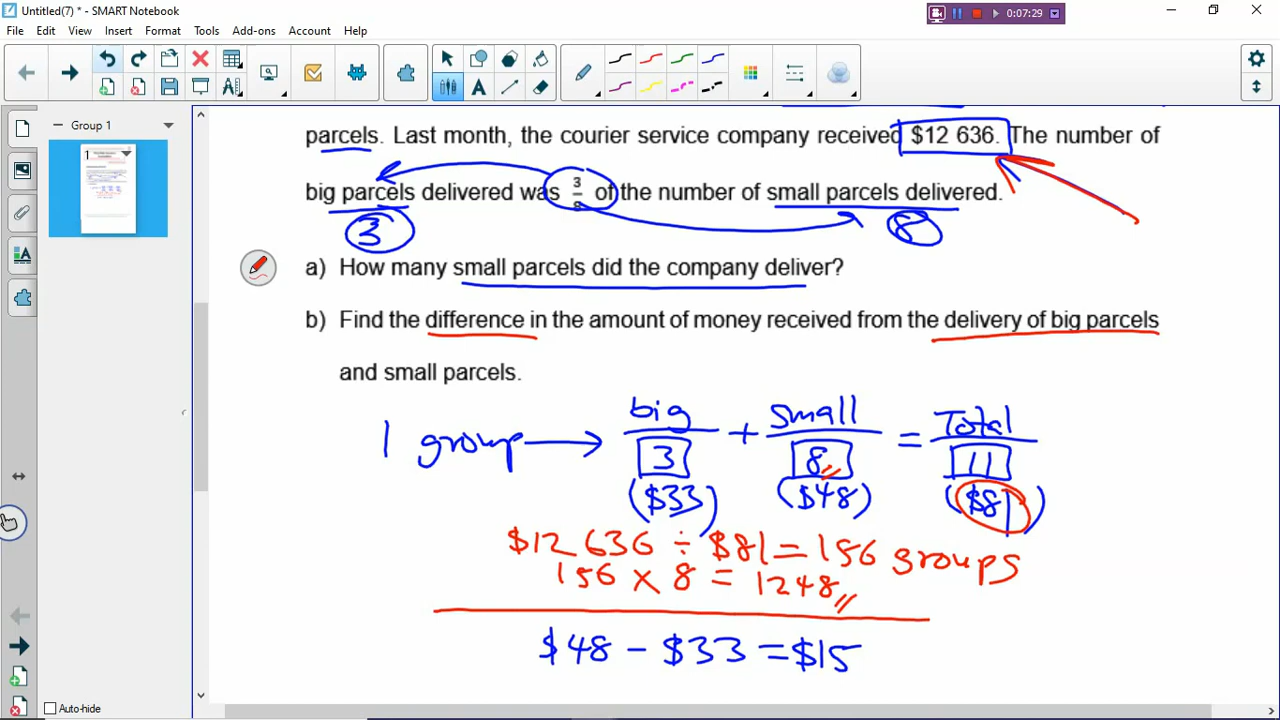 Untitled(7) * - SMART Notebook
00:07:29
File Edit View Insert Format Tools Add-ons Account Help
Group 1
1
parcels. Last month, the courier service company received $12 636. The number of
big parcels delivered was 3/8 of the number of small parcels delivered.
3 8
a) How many small parcels did the company deliver?
b) Find the difference in the amount of money received from the delivery of big parcels
and small parcels.
big small Total
1 group → 3 + 8 = 11
($33) ($48) ($81)
$12 636 ÷ $81 = 156 groups
156 × 8 = 1248
$48 - $33 = $15
Auto-hide